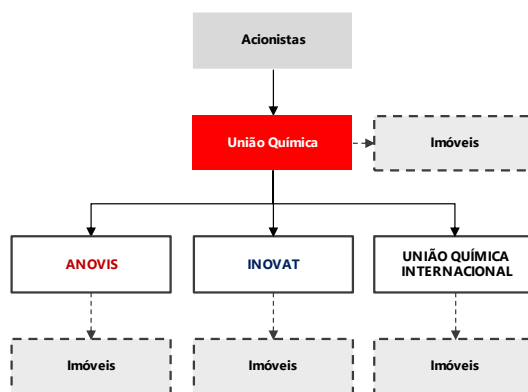 Acionistas
União Química
Imóveis
ANOVIS
INOVAT
UNIÃO QUÍMICA
INTERNACIONAL
Imóveis
Imóveis
Imóveis